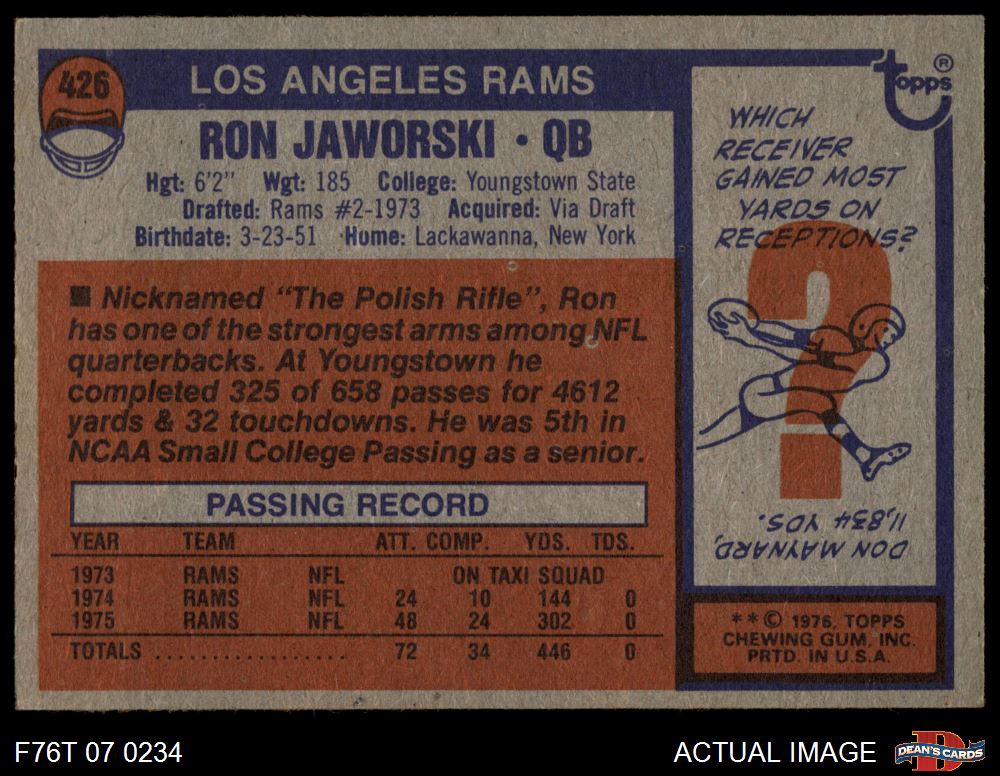 426
LOS ANGELES RAMS
RON JAWORSKI • QB
Hgt: 6'2" Wgt: 185 College: Youngstown State
Drafted: Rams #2-1973 Acquired: Via Draft
Birthdate: 3-23-51 Home: Lackawanna, New York
■ Nicknamed "The Polish Rifle", Ron
has one of the strongest arms among NFL
quarterbacks. At Youngstown he
completed 325 of 658 passes for 4612
yards & 32 touchdowns. He was 5th in
NCAA Small College Passing as a senior.
PASSING RECORD
YEAR TEAM ATT. COMP. YDS. TDS.
1973 RAMS NFL ON TAXI SQUAD
1974 RAMS NFL 24 10 144 0
1975 RAMS NFL 48 24 302 0
TOTALS .................. 72 34 446 0
topps®
WHICH
RECEIVER
GAINED MOST
YARDS ON
RECEPTIONS?
?
DON MAYNARD,
11,834 YDS.
**© 1976, TOPPS
CHEWING GUM, INC.
PRTD. IN U.S.A.
F76T 07 0234
ACTUAL IMAGE
D
DEAN'S CARDS